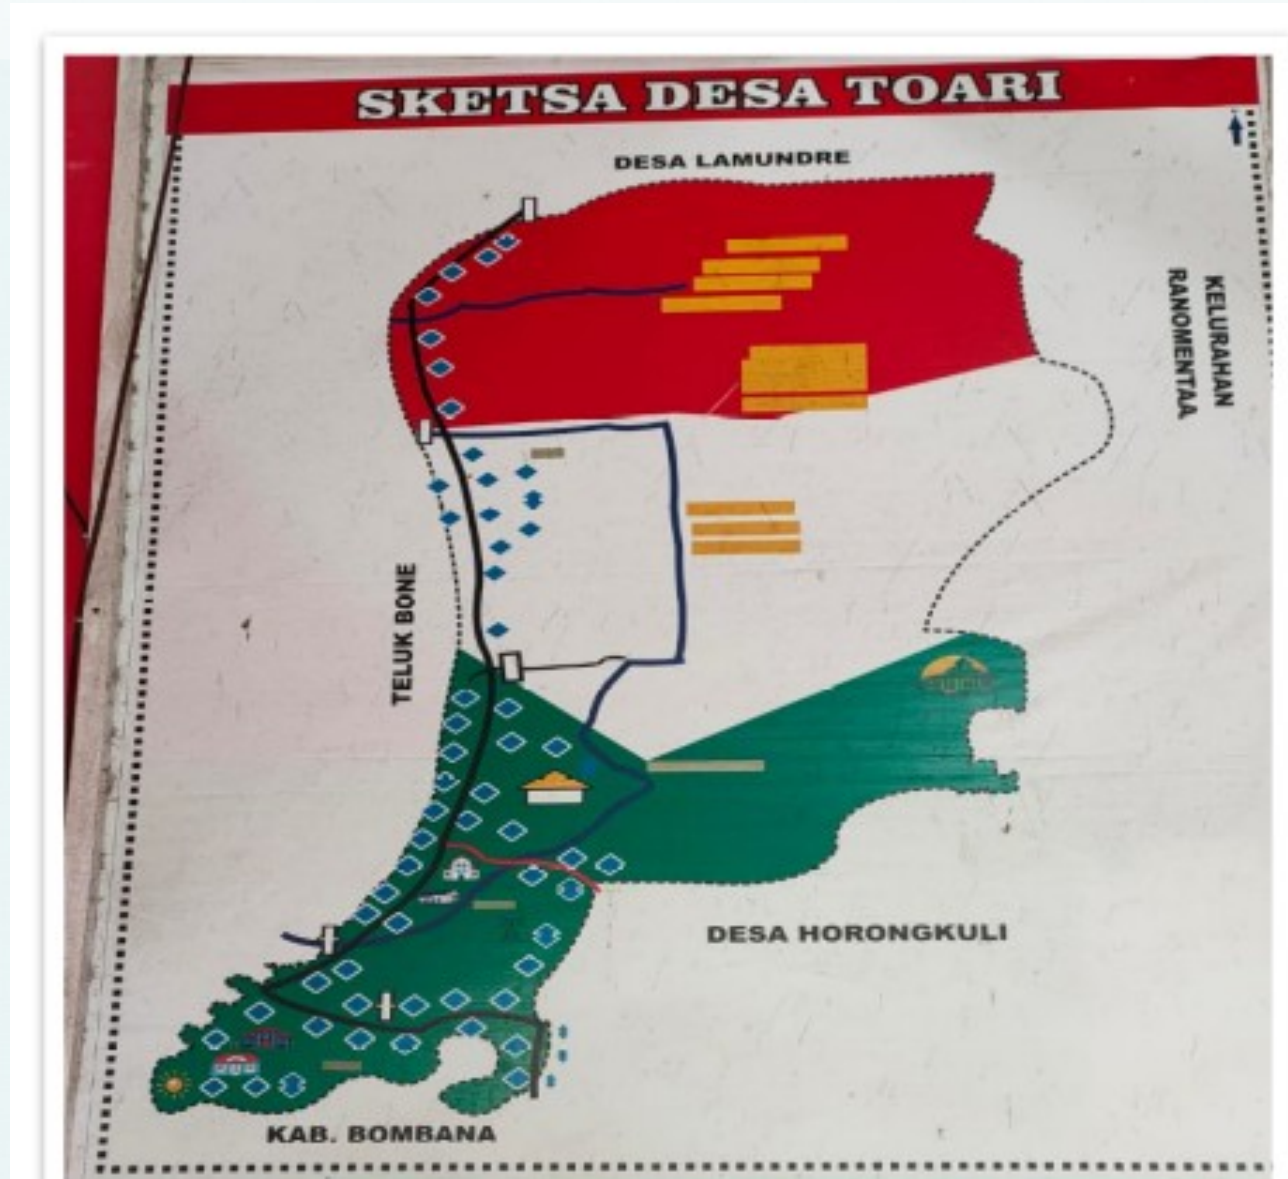 SKETSA DESA TOARI
DESA LAMUNDRE
KELURAHAN
RANOMENTAA
TELUK BONE
DESA HORONGKULI
KAB. BOMBANA